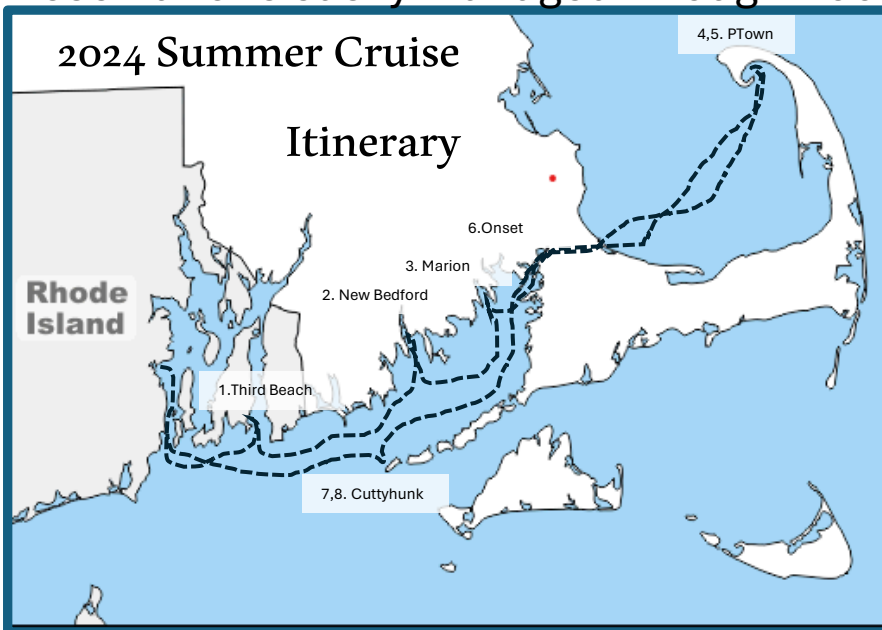 2024 Summer Cruise
Itinerary
4,5. PTown
6.Onset
3. Marion
2. New Bedford
Rhode
Island
1.Third Beach
7,8. Cuttyhunk